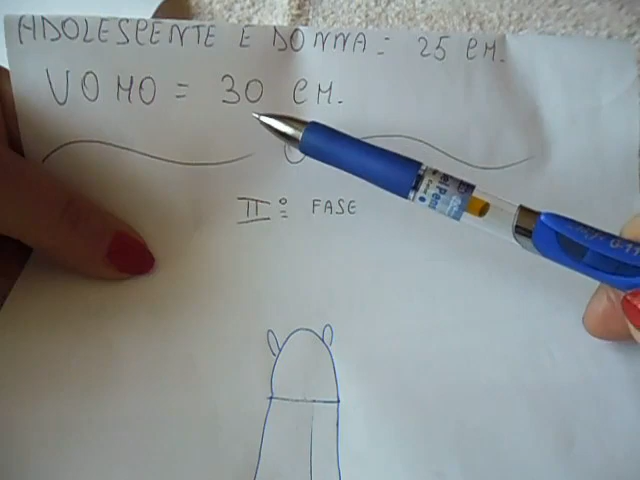 ADOLESCENTE E DONNA = 25 CM.
UOMO = 30 CM.
II° FASE